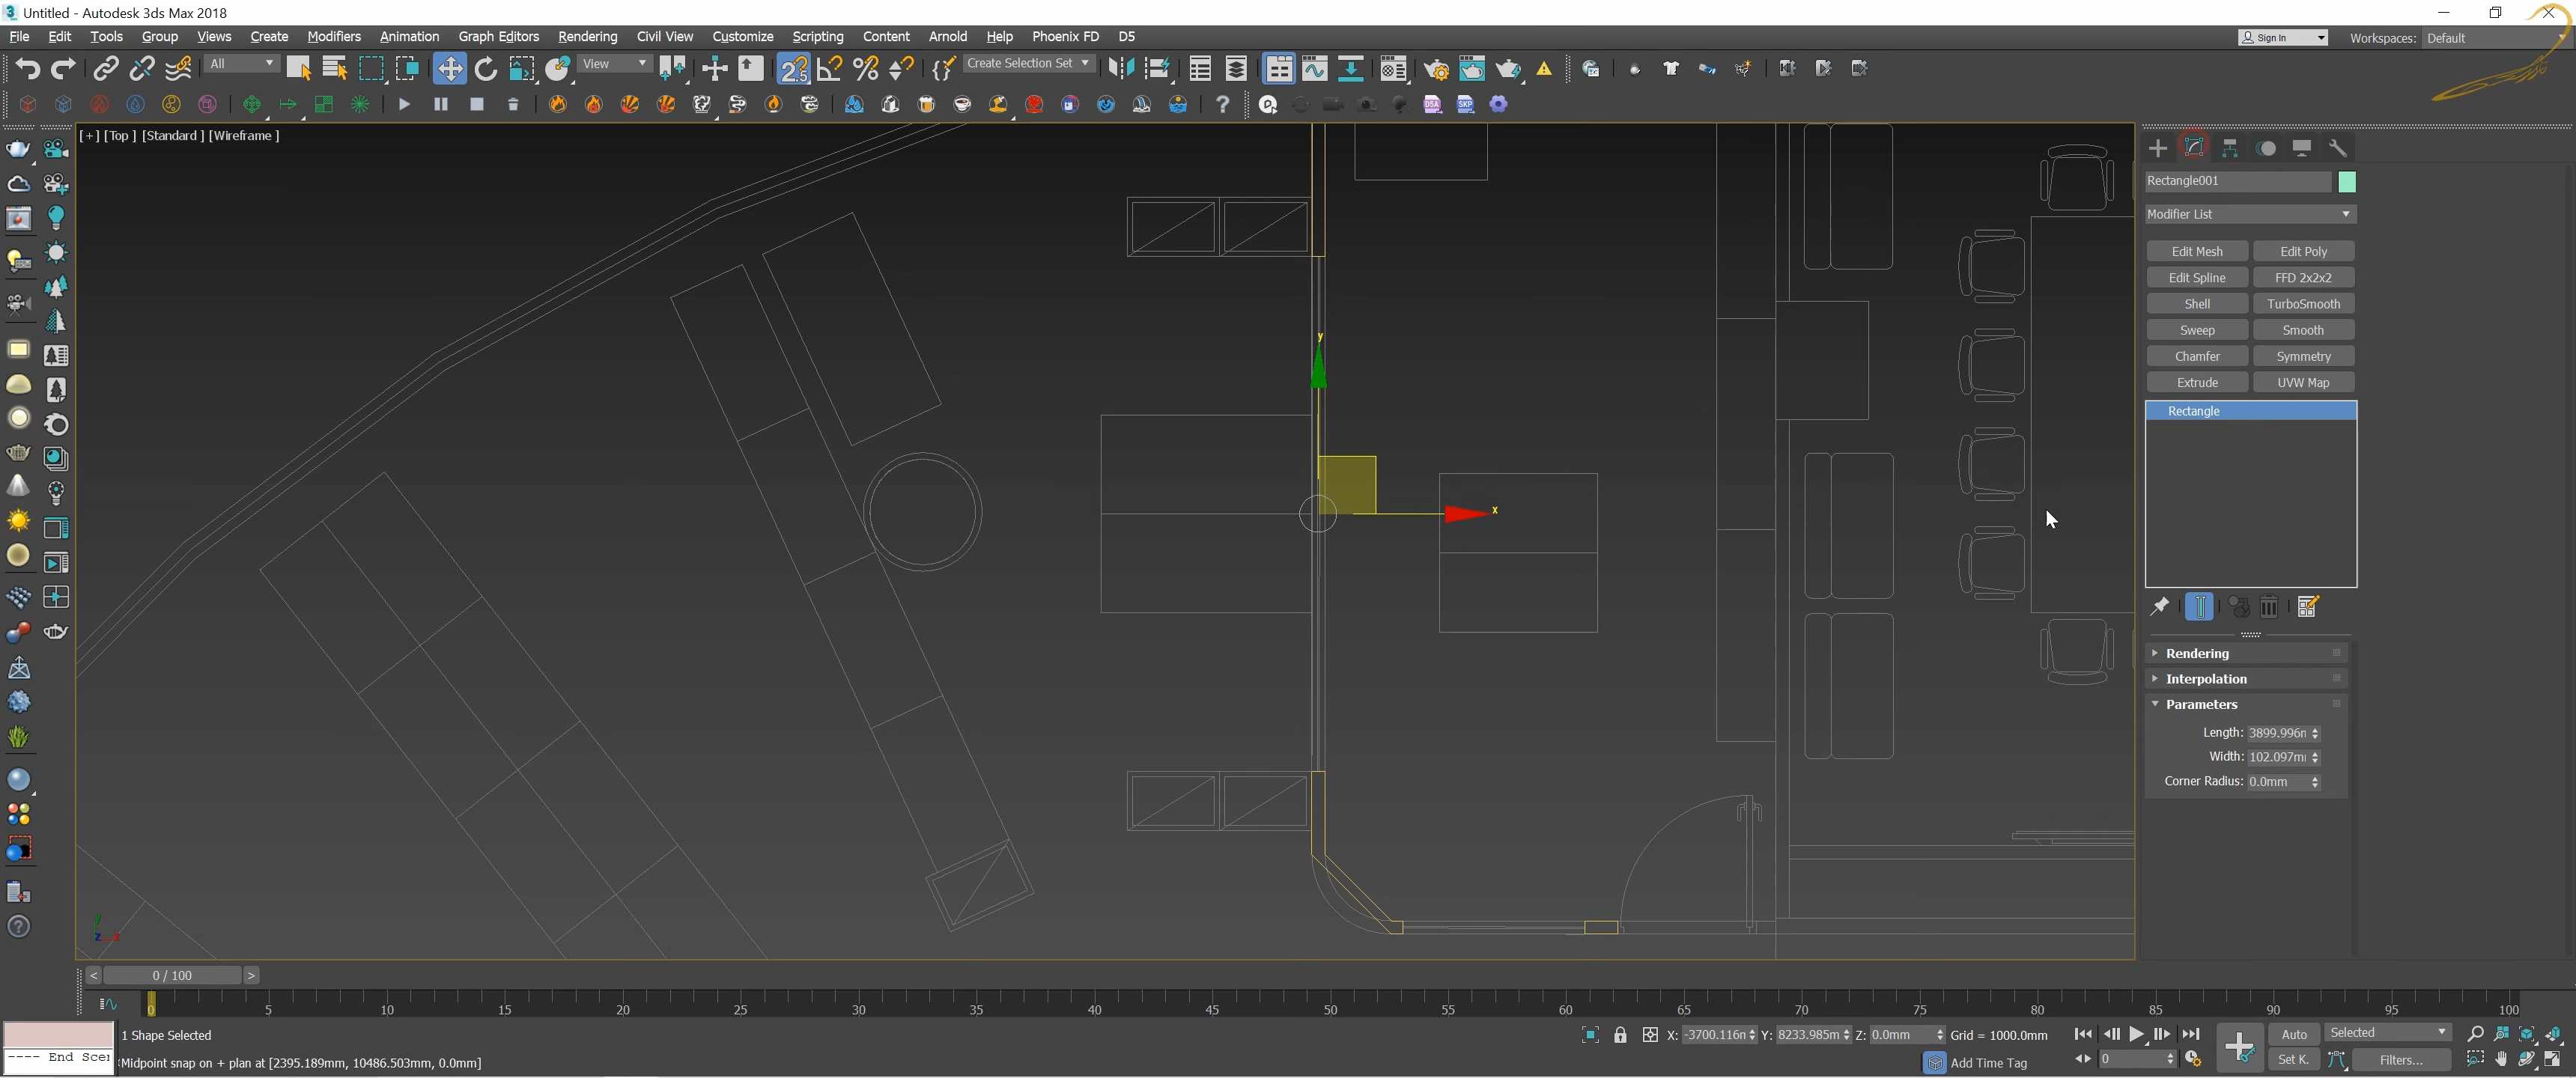 Untitled - Autodesk 3ds Max 2018
File Edit Tools Group Views Create Modifiers Animation Graph Editors Rendering Civil View Customize Scripting Content Arnold Help Phoenix FD D5
Sign In Workspaces: Default
All View 2.5 Create Selection Set
[+] [Top ] [Standard ] [Wireframe ]
Rectangle001
Modifier List
Edit Mesh Edit Poly
Edit Spline FFD 2x2x2
Shell TurboSmooth
Sweep Smooth
Chamfer Symmetry
Extrude UVW Map
Rectangle
y
x
Rendering
Interpolation
Parameters
Length: 3899.996n
Width: 102.097m
Corner Radius: 0.0mm
z x
< 0 / 100 >
0 5 10 15 20 25 30 35 40 45 50 55 60 65 70 75 80 85 90 95 100
1 Shape Selected
X: -3700.116n Y: 8233.985m Z: 0.0mm Grid = 1000.0mm
Auto Selected
---- End Scer
Midpoint snap on + plan at [2395.189mm, 10486.503mm, 0.0mm]
Add Time Tag
0
Set K. Filters...